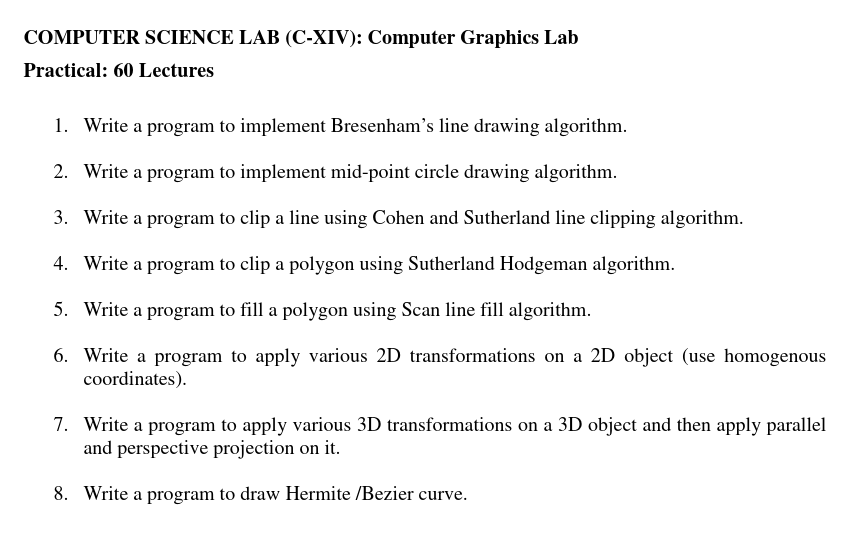 COMPUTER SCIENCE LAB (C-XIV): Computer Graphics Lab
Practical: 60 Lectures
1. Write a program to implement Bresenham’s line drawing algorithm.
2. Write a program to implement mid-point circle drawing algorithm.
3. Write a program to clip a line using Cohen and Sutherland line clipping algorithm.
4. Write a program to clip a polygon using Sutherland Hodgeman algorithm.
5. Write a program to fill a polygon using Scan line fill algorithm.
6. Write a program to apply various 2D transformations on a 2D object (use homogenous
coordinates).
7. Write a program to apply various 3D transformations on a 3D object and then apply parallel
and perspective projection on it.
8. Write a program to draw Hermite /Bezier curve.